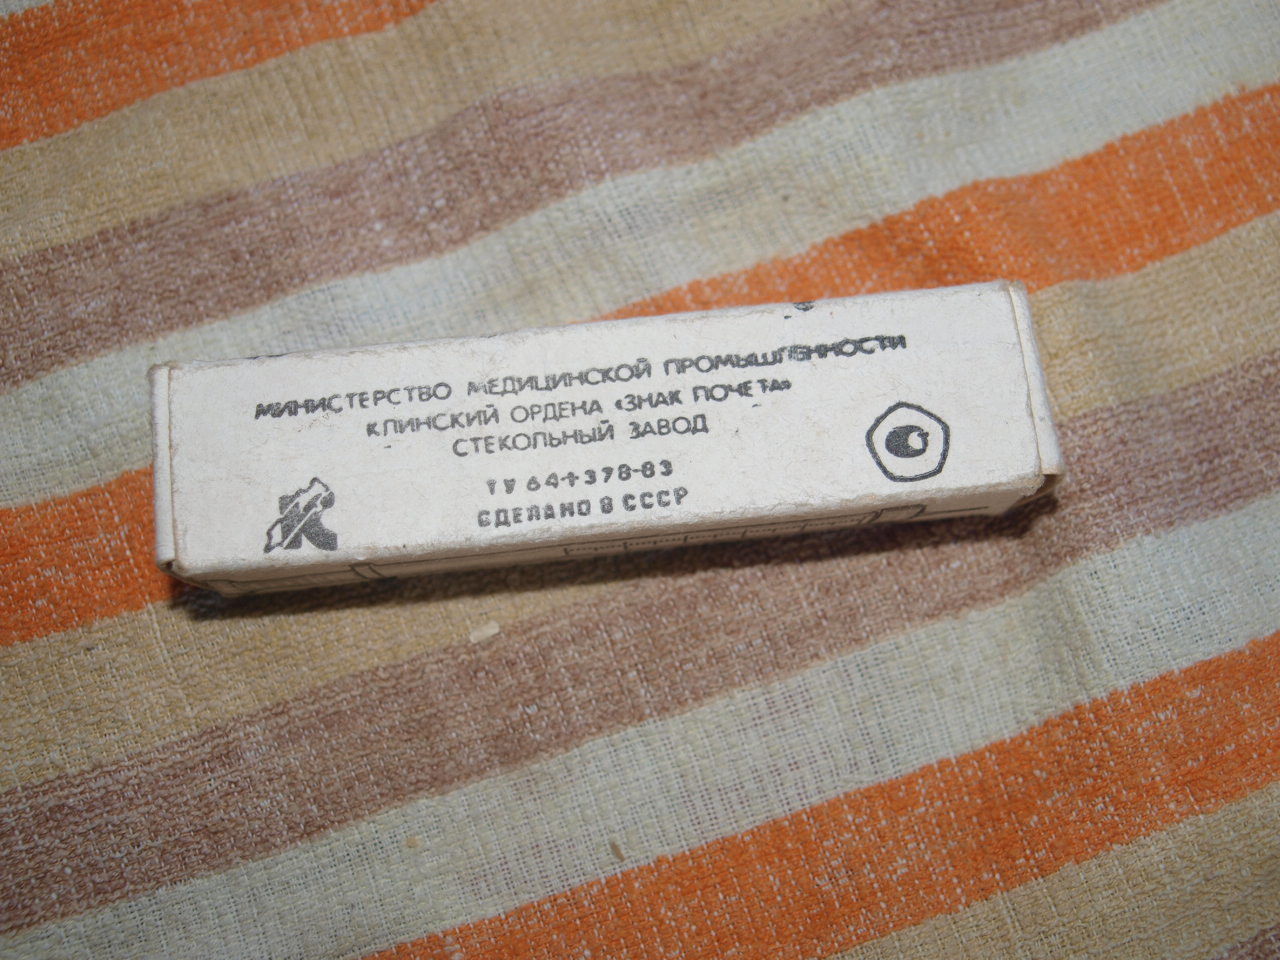 МИНИСТЕРСТВО МЕДИЦИНСКОЙ ПРОМЫШЛЕННОСТИ
КЛИНСКИЙ ОРДЕНА «ЗНАК ПОЧЕТА»
СТЕКОЛЬНЫЙ ЗАВОД
ТУ 64-1-378-83
СДЕЛАНО В СССР